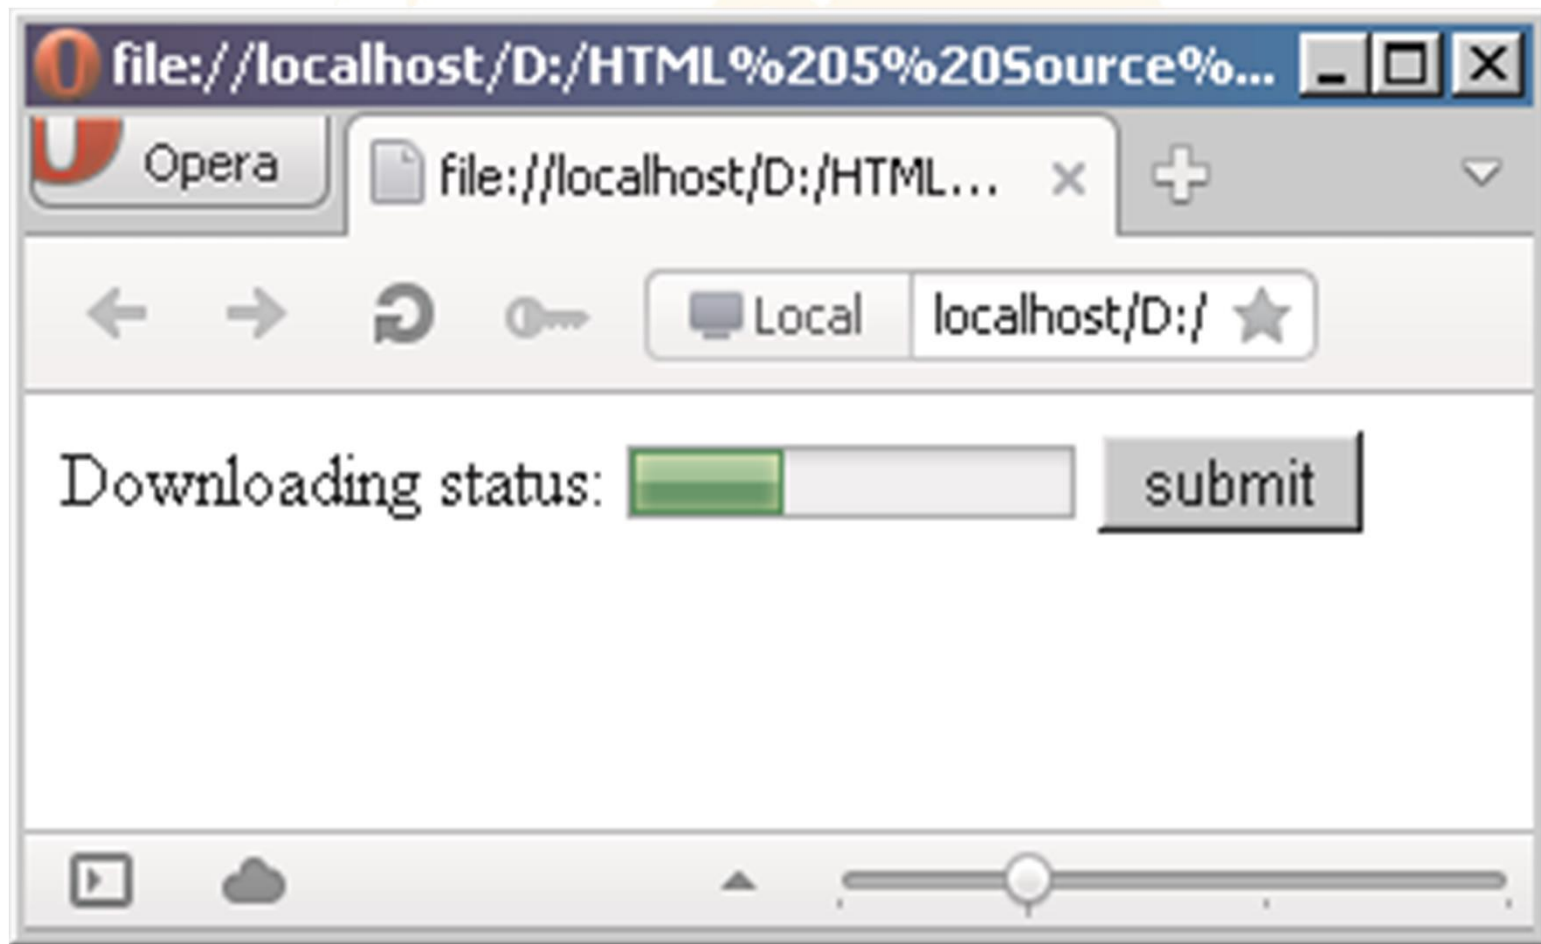 file://localhost/D:/HTML%205%20Source%...
Opera file://localhost/D:/HTML...
Local localhost/D:/
Downloading status: submit